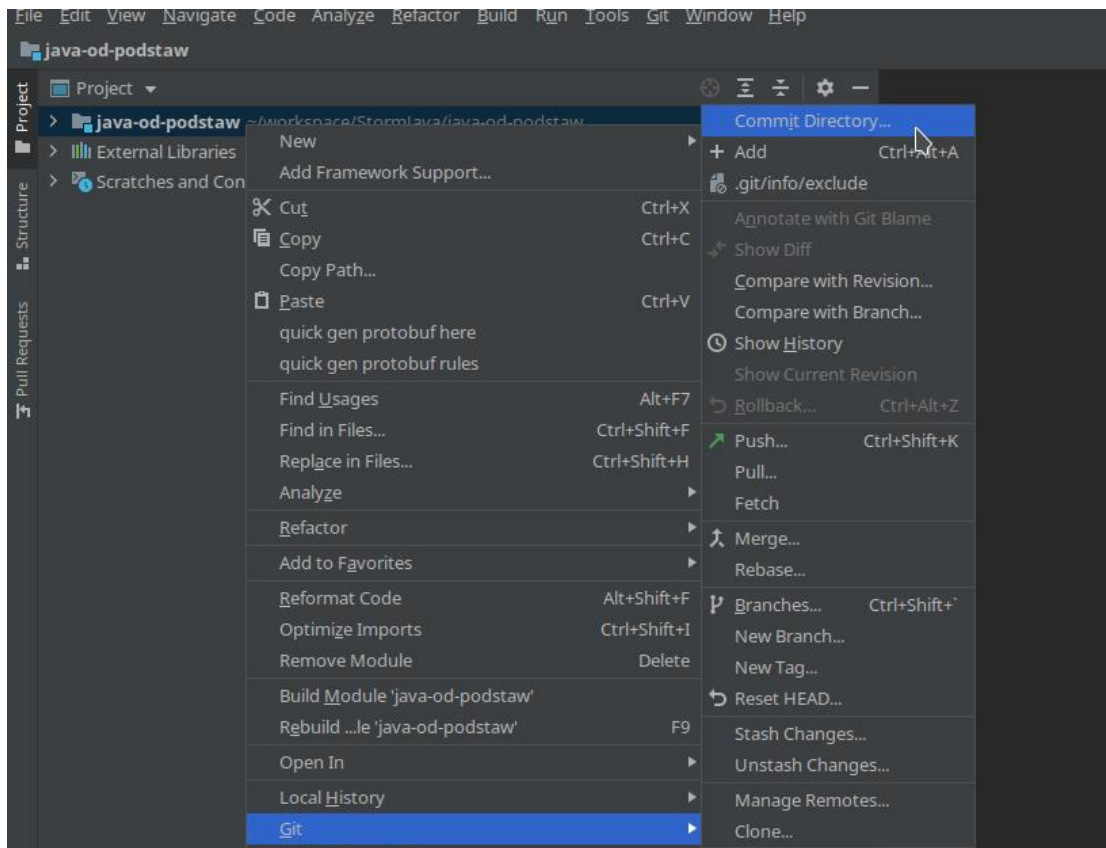 File Edit View Navigate Code Analyze Refactor Build Run Tools Git Window Help
java-od-podstaw
Project
Structure
Pull Requests
Project
java-od-podstaw ~/workspace/StormJava/java-od-podstaw
External Libraries
Scratches and Con
New
Add Framework Support...
Cut Ctrl+X
Copy Ctrl+C
Copy Path...
Paste Ctrl+V
quick gen protobuf here
quick gen protobuf rules
Find Usages Alt+F7
Find in Files... Ctrl+Shift+F
Replace in Files... Ctrl+Shift+H
Analyze
Refactor
Add to Favorites
Reformat Code Alt+Shift+F
Optimize Imports Ctrl+Shift+I
Remove Module Delete
Build Module 'java-od-podstaw'
Rebuild ...le 'java-od-podstaw' F9
Open In
Local History
Git
Commit Directory...
Add Ctrl+Alt+A
.git/info/exclude
Annotate with Git Blame
Show Diff
Compare with Revision...
Compare with Branch...
Show History
Show Current Revision
Rollback... Ctrl+Alt+Z
Push... Ctrl+Shift+K
Pull...
Fetch
Merge...
Rebase...
Branches... Ctrl+Shift+`
New Branch...
New Tag...
Reset HEAD...
Stash Changes...
Unstash Changes...
Manage Remotes...
Clone...